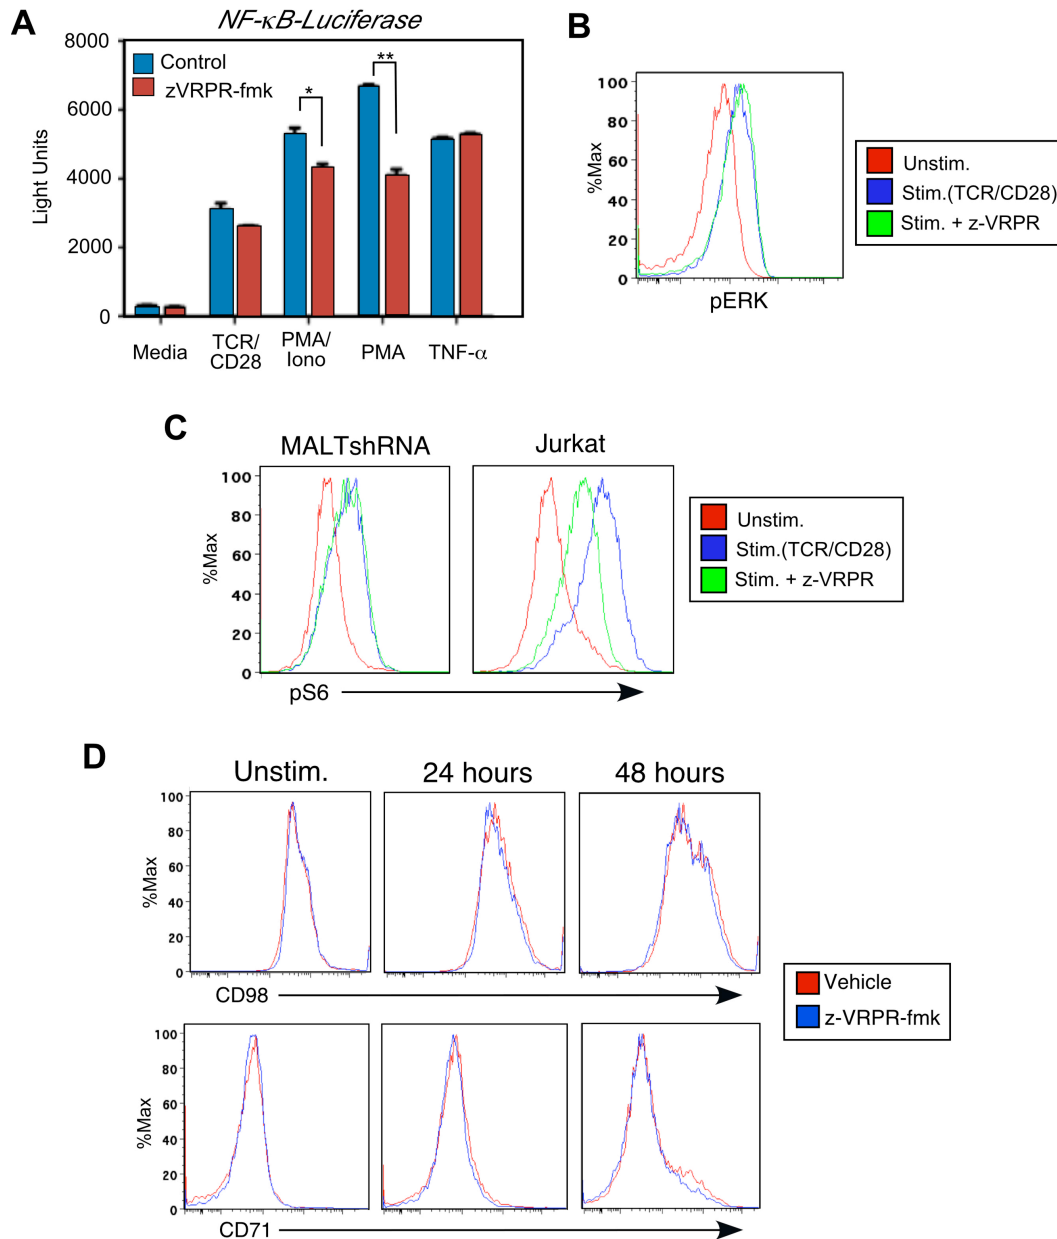 A
NF-κB-Luciferase
8000
6000
4000
2000
0
Light Units
Control
zVRPR-fmk
*
**
Media
TCR/
CD28
PMA/
Iono
PMA
TNF-α
B
100
80
60
40
20
0
%Max
pERK
Unstim.
Stim.(TCR/CD28)
Stim. + z-VRPR
C
MALTshRNA
Jurkat
100
80
60
40
20
0
%Max
pS6
Unstim.
Stim.(TCR/CD28)
Stim. + z-VRPR
D
Unstim.
24 hours
48 hours
100
80
60
40
20
0
%Max
CD98
Vehicle
z-VRPR-fmk
100
80
60
40
20
0
%Max
CD71